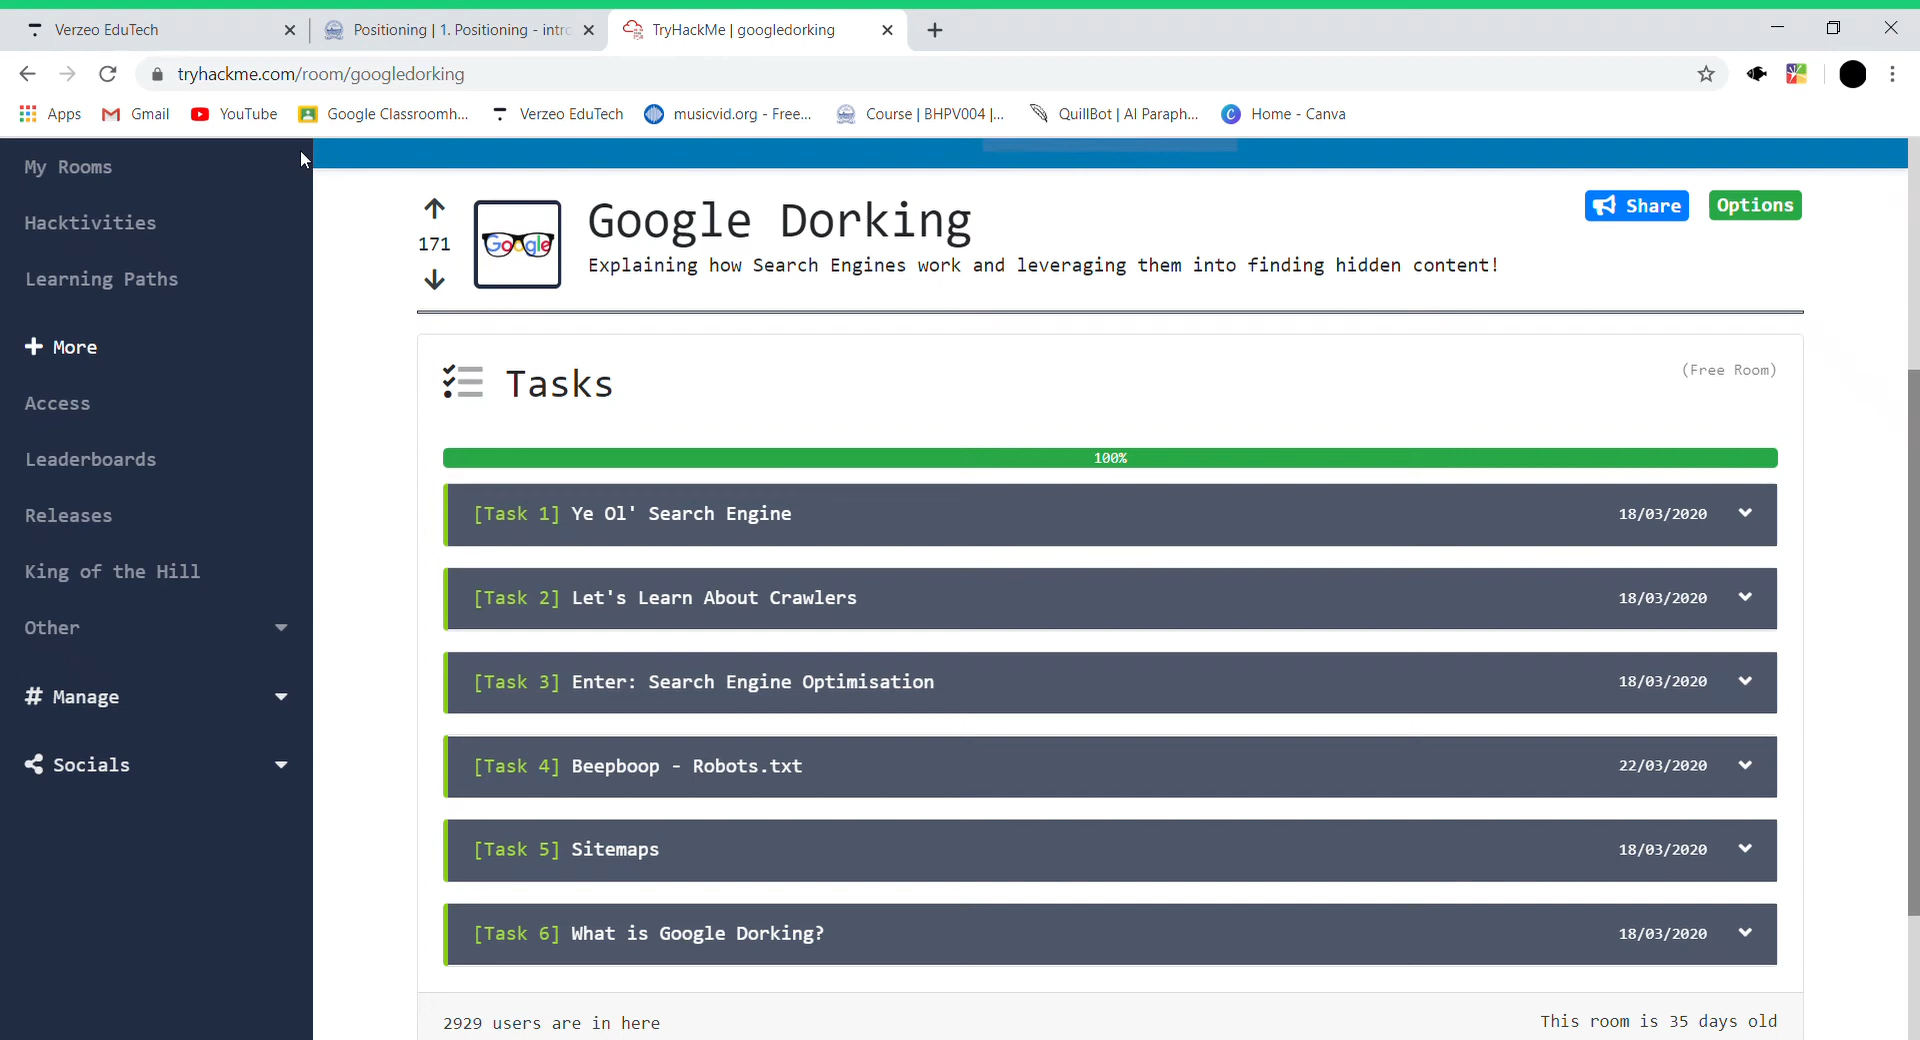 Verzeo EduTech
Positioning | 1. Positioning - intro
TryHackMe | googledorking
tryhackme.com/room/googledorking
Apps
Gmail
YouTube
Google Classroomh...
Verzeo EduTech
musicvid.org - Free...
Course | BHPV004 |...
QuillBot | AI Paraph...
C
Home - Canva
My Rooms
Hacktivities
Learning Paths
More
Access
Leaderboards
Releases
King of the Hill
Other
# Manage
Socials
171
Google
Google Dorking
Explaining how Search Engines work and leveraging them into finding hidden content!
Share
Options
Tasks
(Free Room)
100%
[Task 1] Ye Ol' Search Engine 18/03/2020
[Task 2] Let's Learn About Crawlers 18/03/2020
[Task 3] Enter: Search Engine Optimisation 18/03/2020
[Task 4] Beepboop - Robots.txt 22/03/2020
[Task 5] Sitemaps 18/03/2020
[Task 6] What is Google Dorking? 18/03/2020
2929 users are in here
This room is 35 days old